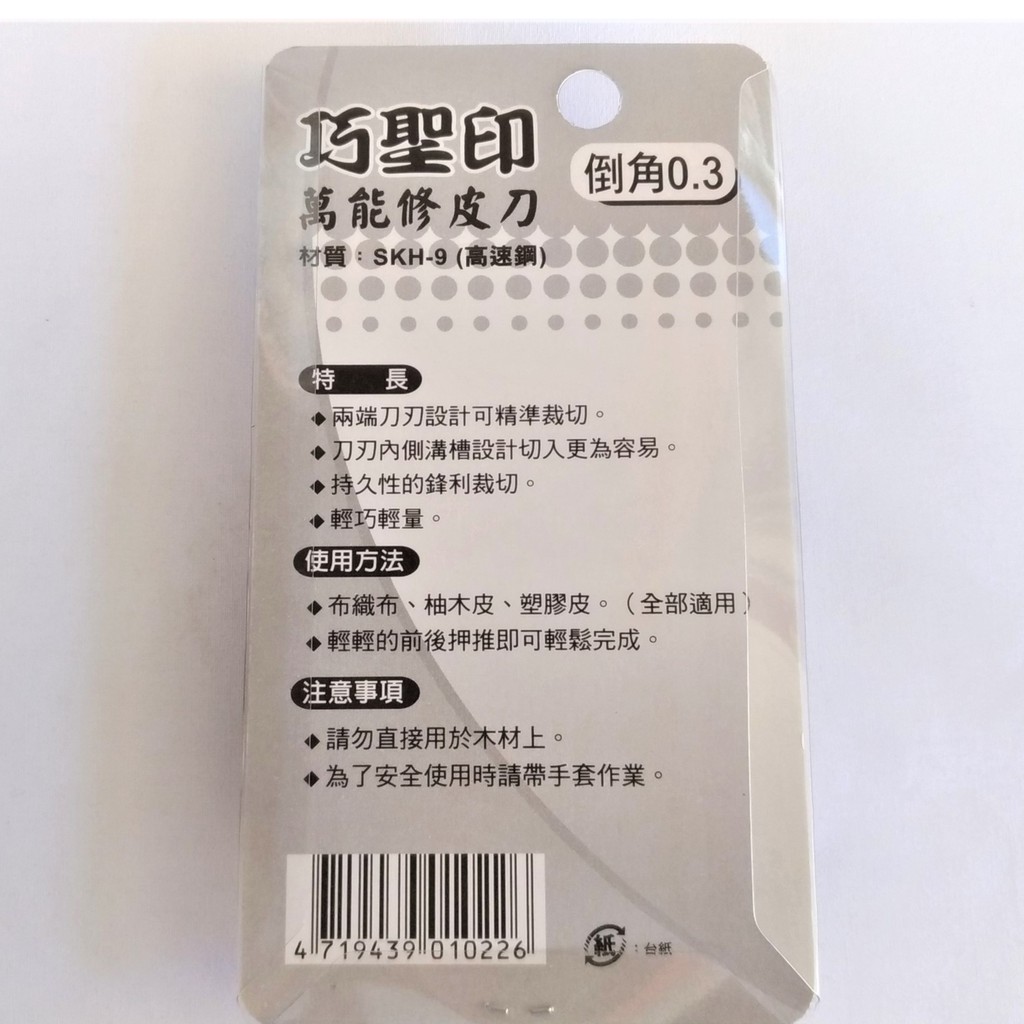 巧聖印
倒角0.3
萬能修皮刀
材質：SKH-9 (高速鋼)
特 長
兩端刀刃設計可精準裁切。
刀刃內側溝槽設計切入更為容易。
持久性的鋒利裁切。
輕巧輕量。
使用方法
布織布、柚木皮、塑膠皮。（全部適用）
輕輕的前後押推即可輕鬆完成。
注意事項
請勿直接用於木材上。
為了安全使用時請帶手套作業。
4 719439 010226
紙：台紙